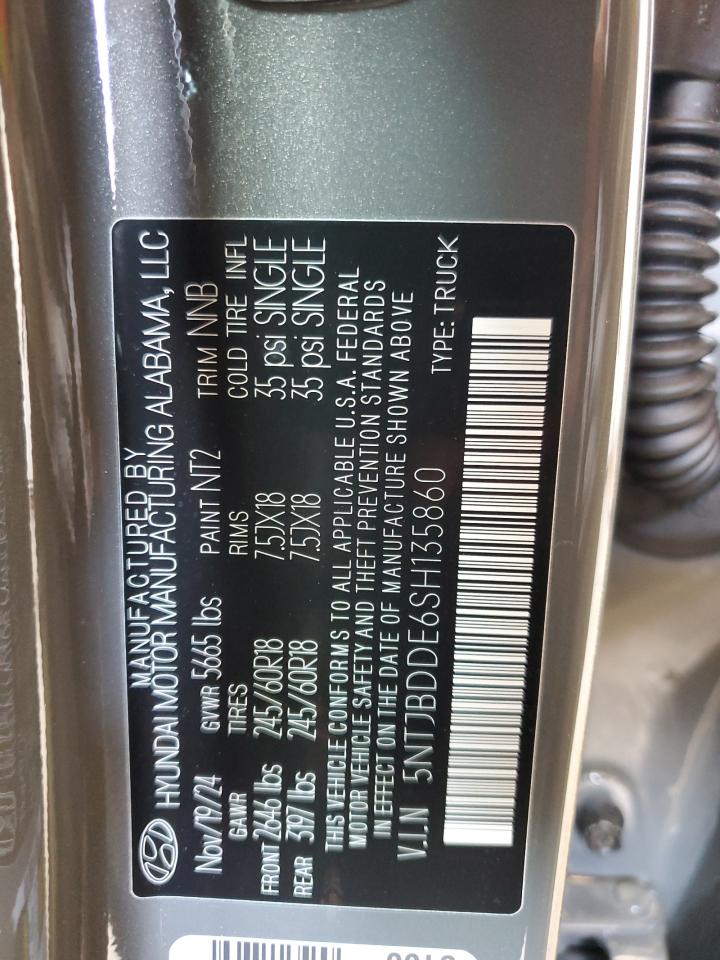 MANUFACTURED BY
HYUNDAI MOTOR MANUFACTURING ALABAMA, LLC
Nov/19/24 GVWR 5665 lbs PAINT NT2 TRIM NNB
GAWR TIRES RIMS COLD TIRE INFL
FRONT 2646 lbs 245/60R18 7.5JX18 35 psi SINGLE
REAR 3197 lbs 245/60R18 7.5JX18 35 psi SINGLE
THIS VEHICLE CONFORMS TO ALL APPLICABLE U.S.A. FEDERAL
MOTOR VEHICLE SAFETY AND THEFT PREVENTION STANDARDS
IN EFFECT ON THE DATE OF MANUFACTURE SHOWN ABOVE
V.I.N 5NTJBDDE6SH135860
TYPE: TRUCK